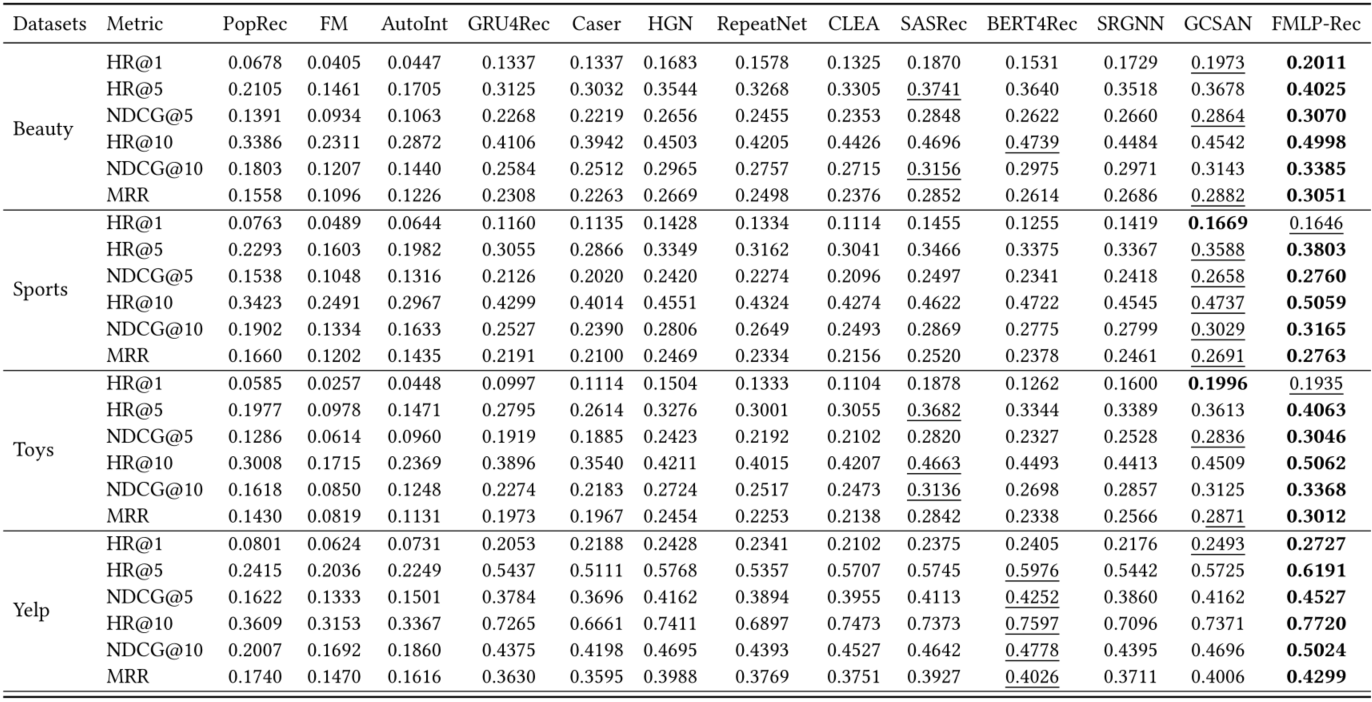 Datasets Metric PopRec FM AutoInt GRU4Rec Caser HGN RepeatNet CLEA SASRec BERT4Rec SRGNN GCSAN FMLP-Rec
HR@1 0.0678 0.0405 0.0447 0.1337 0.1337 0.1683 0.1578 0.1325 0.1870 0.1531 0.1729 0.1973 0.2011
HR@5 0.2105 0.1461 0.1705 0.3125 0.3032 0.3544 0.3268 0.3305 0.3741 0.3640 0.3518 0.3678 0.4025
NDCG@5 0.1391 0.0934 0.1063 0.2268 0.2219 0.2656 0.2455 0.2353 0.2848 0.2622 0.2660 0.2864 0.3070
Beauty
HR@10 0.3386 0.2311 0.2872 0.4106 0.3942 0.4503 0.4205 0.4426 0.4696 0.4739 0.4484 0.4542 0.4998
NDCG@10 0.1803 0.1207 0.1440 0.2584 0.2512 0.2965 0.2757 0.2715 0.3156 0.2975 0.2971 0.3143 0.3385
MRR 0.1558 0.1096 0.1226 0.2308 0.2263 0.2669 0.2498 0.2376 0.2852 0.2614 0.2686 0.2882 0.3051
HR@1 0.0763 0.0489 0.0644 0.1160 0.1135 0.1428 0.1334 0.1114 0.1455 0.1255 0.1419 0.1669 0.1646
HR@5 0.2293 0.1603 0.1982 0.3055 0.2866 0.3349 0.3162 0.3041 0.3466 0.3375 0.3367 0.3588 0.3803
NDCG@5 0.1538 0.1048 0.1316 0.2126 0.2020 0.2420 0.2274 0.2096 0.2497 0.2341 0.2418 0.2658 0.2760
Sports
HR@10 0.3423 0.2491 0.2967 0.4299 0.4014 0.4551 0.4324 0.4274 0.4622 0.4722 0.4545 0.4737 0.5059
NDCG@10 0.1902 0.1334 0.1633 0.2527 0.2390 0.2806 0.2649 0.2493 0.2869 0.2775 0.2799 0.3029 0.3165
MRR 0.1660 0.1202 0.1435 0.2191 0.2100 0.2469 0.2334 0.2156 0.2520 0.2378 0.2461 0.2691 0.2763
HR@1 0.0585 0.0257 0.0448 0.0997 0.1114 0.1504 0.1333 0.1104 0.1878 0.1262 0.1600 0.1996 0.1935
HR@5 0.1977 0.0978 0.1471 0.2795 0.2614 0.3276 0.3001 0.3055 0.3682 0.3344 0.3389 0.3613 0.4063
NDCG@5 0.1286 0.0614 0.0960 0.1919 0.1885 0.2423 0.2192 0.2102 0.2820 0.2327 0.2528 0.2836 0.3046
Toys
HR@10 0.3008 0.1715 0.2369 0.3896 0.3540 0.4211 0.4015 0.4207 0.4663 0.4493 0.4413 0.4509 0.5062
NDCG@10 0.1618 0.0850 0.1248 0.2274 0.2183 0.2724 0.2517 0.2473 0.3136 0.2698 0.2857 0.3125 0.3368
MRR 0.1430 0.0819 0.1131 0.1973 0.1967 0.2454 0.2253 0.2138 0.2842 0.2338 0.2566 0.2871 0.3012
HR@1 0.0801 0.0624 0.0731 0.2053 0.2188 0.2428 0.2341 0.2102 0.2375 0.2405 0.2176 0.2493 0.2727
HR@5 0.2415 0.2036 0.2249 0.5437 0.5111 0.5768 0.5357 0.5707 0.5745 0.5976 0.5442 0.5725 0.6191
NDCG@5 0.1622 0.1333 0.1501 0.3784 0.3696 0.4162 0.3894 0.3955 0.4113 0.4252 0.3860 0.4162 0.4527
Yelp
HR@10 0.3609 0.3153 0.3367 0.7265 0.6661 0.7411 0.6897 0.7473 0.7373 0.7597 0.7096 0.7371 0.7720
NDCG@10 0.2007 0.1692 0.1860 0.4375 0.4198 0.4695 0.4393 0.4527 0.4642 0.4778 0.4395 0.4696 0.5024
MRR 0.1740 0.1470 0.1616 0.3630 0.3595 0.3988 0.3769 0.3751 0.3927 0.4026 0.3711 0.4006 0.4299